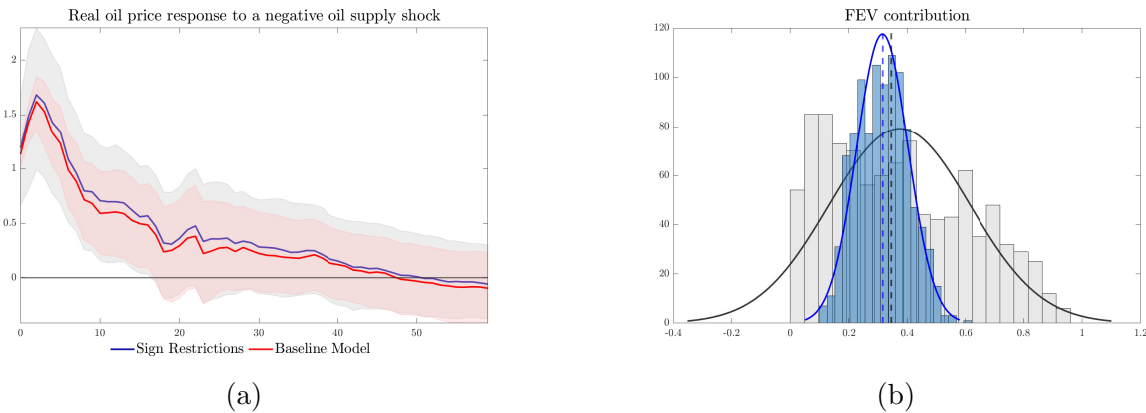 Real oil price response to a negative oil supply shock
2
1.5
1
0.5
0
0 10 20 30 40 50
Sign Restrictions Baseline Model
(a)
FEV contribution
120
100
80
60
40
20
0
-0.4 -0.2 0 0.2 0.4 0.6 0.8 1 1.2
(b)